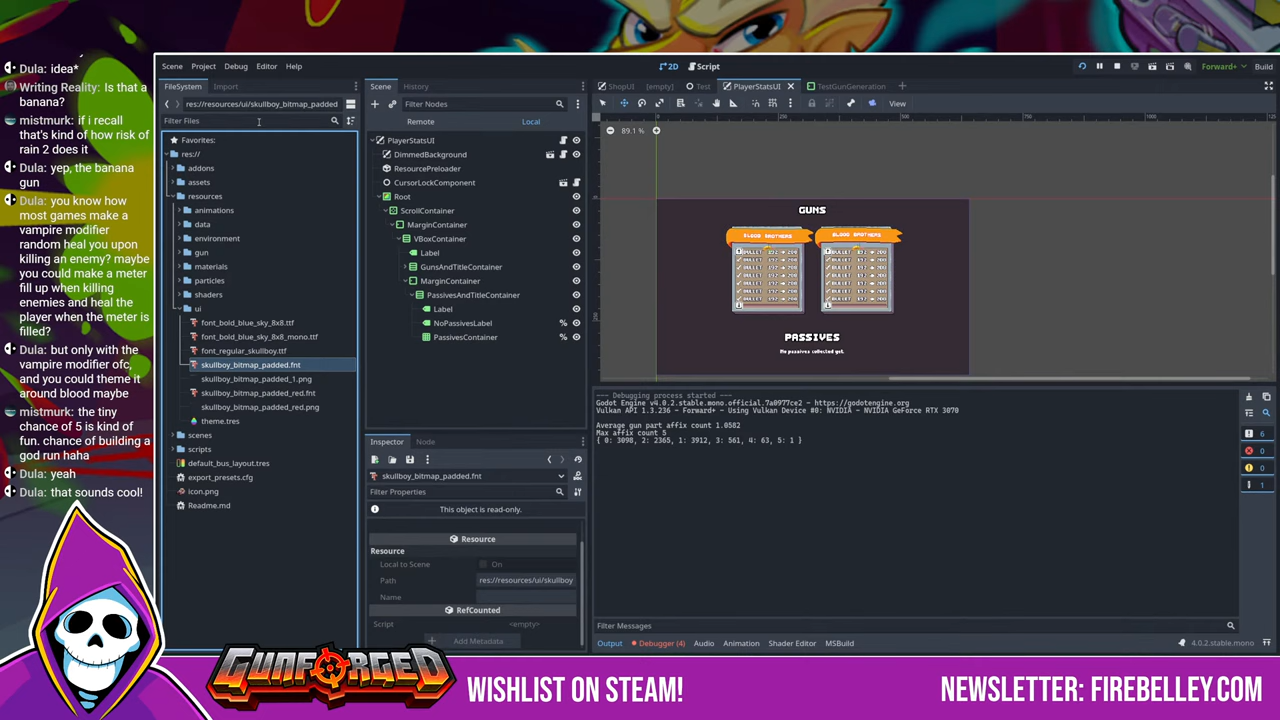 Dula: idea*
Writing Reality: Is that a
banana?
mistmurk: if i recall
that's kind of how risk of
rain 2 does it
Dula: yep, the banana
gun
Dula: you know how
most games make a
vampire modifier
random heal you upon
killing an enemy? maybe
you could make a meter
fill up when killing
enemies and heal the
player when the meter is
filled?
Dula: but only with the
vampire modifier ofc,
and you could theme it
around blood maybe
mistmurk: the tiny
chance of 5 is kind of
fun. chance of building a
god run haha
Dula: yeah
Dula: that sounds cool!
Scene Project Debug Editor Help
2D Script
Forward+ Build
FileSystem Import
res://resources/ui/skullboy_bitmap_padded
Filter Files
Favorites:
res://
addons
assets
resources
animations
data
environment
gun
materials
particles
shaders
ui
font_bold_blue_sky_8x8.ttf
font_bold_blue_sky_8x8_mono.ttf
font_regular_skullboy.ttf
skullboy_bitmap_padded.fnt
skullboy_bitmap_padded_1.png
skullboy_bitmap_padded_red.fnt
skullboy_bitmap_padded_red.png
theme.tres
scenes
scripts
default_bus_layout.tres
export_presets.cfg
icon.png
Readme.md
Scene History
Filter Nodes
Remote Local
PlayerStatsUI
DimmedBackground
ResourcePreloader
CursorLockComponent
Root
ScrollContainer
MarginContainer
VBoxContainer
Label
GunsAndTitleContainer
MarginContainer
PassivesAndTitleContainer
Label
NoPassivesLabel
PassivesContainer
Inspector Node
skullboy_bitmap_padded.fnt
Filter Properties
This object is read-only.
Resource
Resource
Local to Scene On
Path res://resources/ui/skullboy
Name
RefCounted
Script <empty>
Add Metadata
ShopUI [empty] Test PlayerStatsUI TestGunGeneration
View
89.1 %
GUNS
BLOOD BROTHERS BLOOD BROTHERS
PASSIVES
No passives collected yet.
--- Debugging process started ---
Godot Engine v4.0.2.stable.mono.official.7a0977ce2 - https://godotengine.org
Vulkan API 1.3.236 - Forward+ - Using Vulkan Device #0: NVIDIA - NVIDIA GeForce RTX 3070
Average gun part affix count 1.0582
Max affix count 5
{ 0: 3098, 2: 2365, 1: 3912, 3: 561, 4: 63, 5: 1 }
6
0
0
1
Filter Messages
Output Debugger (4) Audio Animation Shader Editor MSBuild
4.0.2.stable.mono
GUNFORGED
WISHLIST ON STEAM!
NEWSLETTER: FIREBELLEY.COM